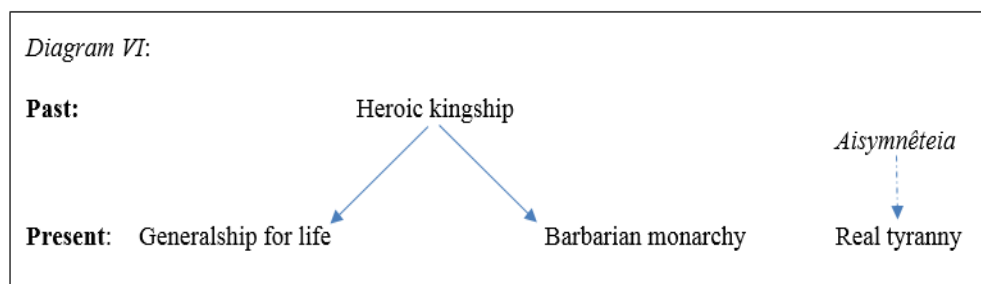 Diagram VI:
Past: Heroic kingship
Aisymnêteia
Present: Generalship for life Barbarian monarchy Real tyranny